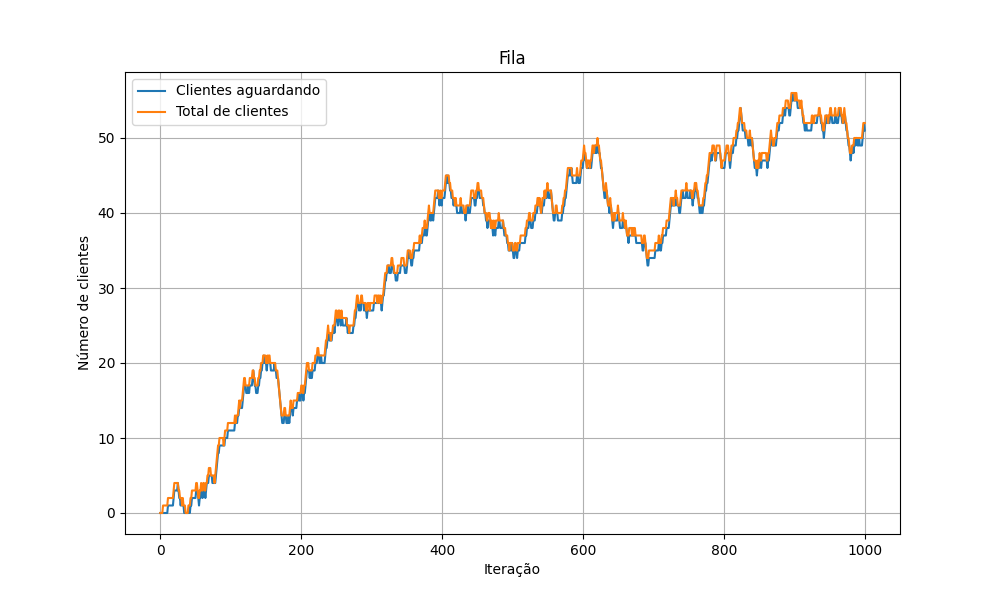 Fila
Clientes aguardando
Total de clientes
Número de clientes
50
40
30
20
10
0
0 200 400 600 800 1000
Iteração